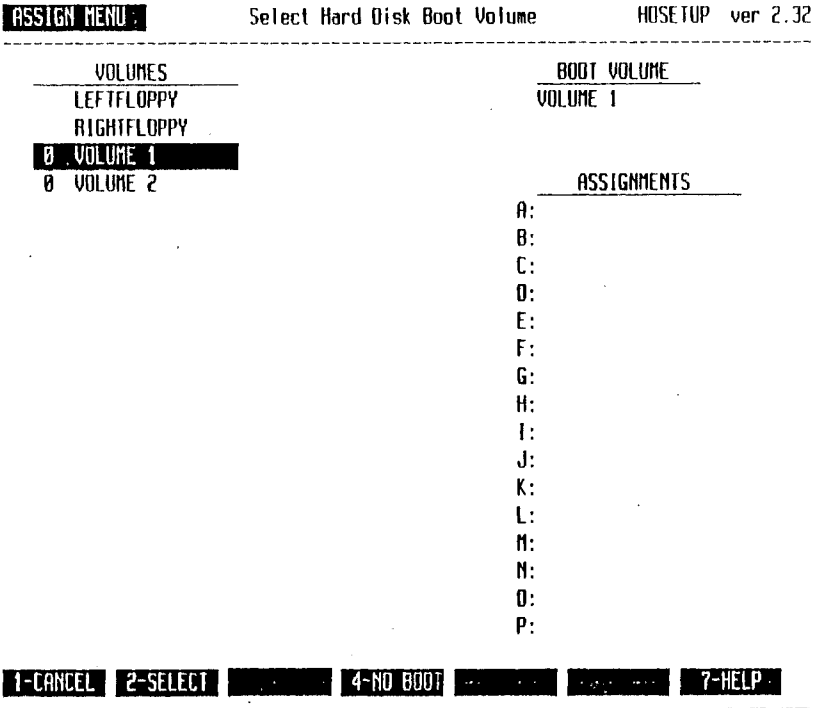 ASSIGN MENU: Select Hard Disk Boot Volume HDSETUP ver 2.32
VOLUMES
LEFTFLOPPY
RIGHTFLOPPY
0 VOLUME 1
0 VOLUME 2
BOOT VOLUME
VOLUME 1
ASSIGNMENTS
A:
B:
C:
D:
E:
F:
G:
H:
I:
J:
K:
L:
M:
N:
O:
P:
1-CANCEL 2-SELECT 4-NO BOOT 7-HELP